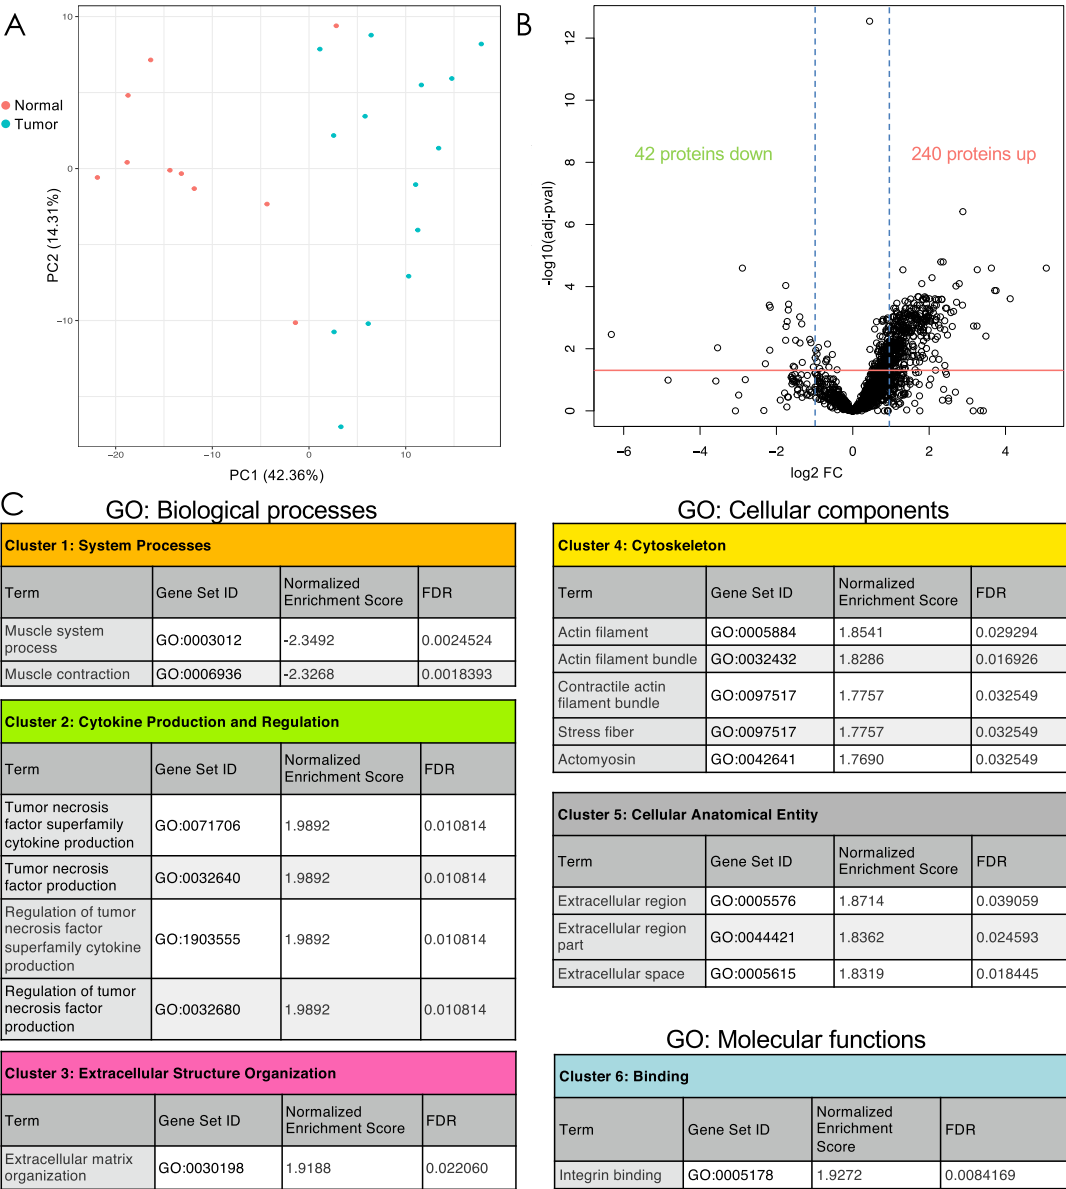 A
Normal
Tumor
10
0
−10
−20
−10
0
10
PC2 (14.31%)
PC1 (42.36%)
B
42 proteins down
240 proteins up
12
10
8
6
4
2
0
−6
−4
−2
0
2
4
-log10(adj-pval)
log2 FC
C
GO: Biological processes
Cluster 1: System Processes
Term
Gene Set ID
Normalized
Enrichment Score
FDR
Muscle system
process
GO:0003012
-2.3492
0.0024524
Muscle contraction
GO:0006936
-2.3268
0.0018393
Cluster 2: Cytokine Production and Regulation
Term
Gene Set ID
Normalized
Enrichment Score
FDR
Tumor necrosis
factor superfamily
cytokine production
GO:0071706
1.9892
0.010814
Tumor necrosis
factor production
GO:0032640
1.9892
0.010814
Regulation of tumor
necrosis factor
superfamily cytokine
production
GO:1903555
1.9892
0.010814
Regulation of tumor
necrosis factor
production
GO:0032680
1.9892
0.010814
Cluster 3: Extracellular Structure Organization
Term
Gene Set ID
Normalized
Enrichment Score
FDR
Extracellular matrix
organization
GO:0030198
1.9188
0.022060
GO: Cellular components
Cluster 4: Cytoskeleton
Term
Gene Set ID
Normalized
Enrichment Score
FDR
Actin filament
GO:0005884
1.8541
0.029294
Actin filament bundle
GO:0032432
1.8286
0.016926
Contractile actin
filament bundle
GO:0097517
1.7757
0.032549
Stress fiber
GO:0097517
1.7757
0.032549
Actomyosin
GO:0042641
1.7690
0.032549
Cluster 5: Cellular Anatomical Entity
Term
Gene Set ID
Normalized
Enrichment Score
FDR
Extracellular region
GO:0005576
1.8714
0.039059
Extracellular region
part
GO:0044421
1.8362
0.024593
Extracellular space
GO:0005615
1.8319
0.018445
GO: Molecular functions
Cluster 6: Binding
Term
Gene Set ID
Normalized
Enrichment
Score
FDR
Integrin binding
GO:0005178
1.9272
0.0084169